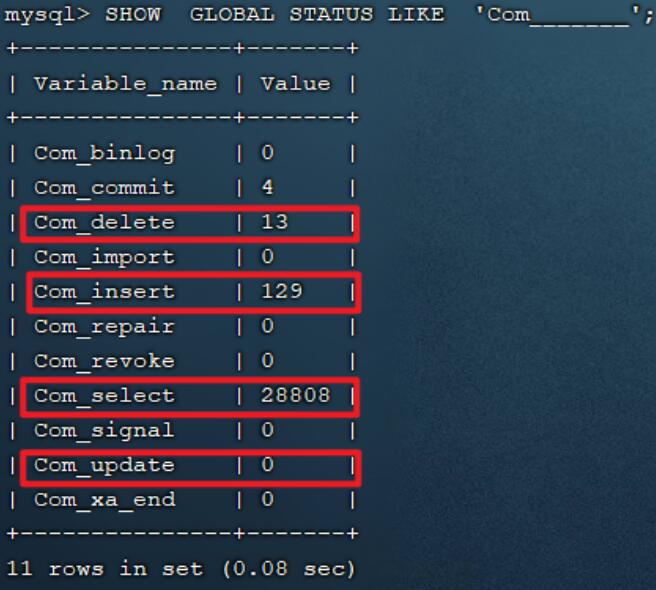 mysql> SHOW  GLOBAL STATUS LIKE  'Com_______';
+---------------+-------+
| Variable_name | Value |
+---------------+-------+
| Com_binlog    | 0     |
| Com_commit    | 4     |
| Com_delete    | 13    |
| Com_import    | 0     |
| Com_insert    | 129   |
| Com_repair    | 0     |
| Com_revoke    | 0     |
| Com_select    | 28808 |
| Com_signal    | 0     |
| Com_update    | 0     |
| Com_xa_end    | 0     |
+---------------+-------+
11 rows in set (0.08 sec)